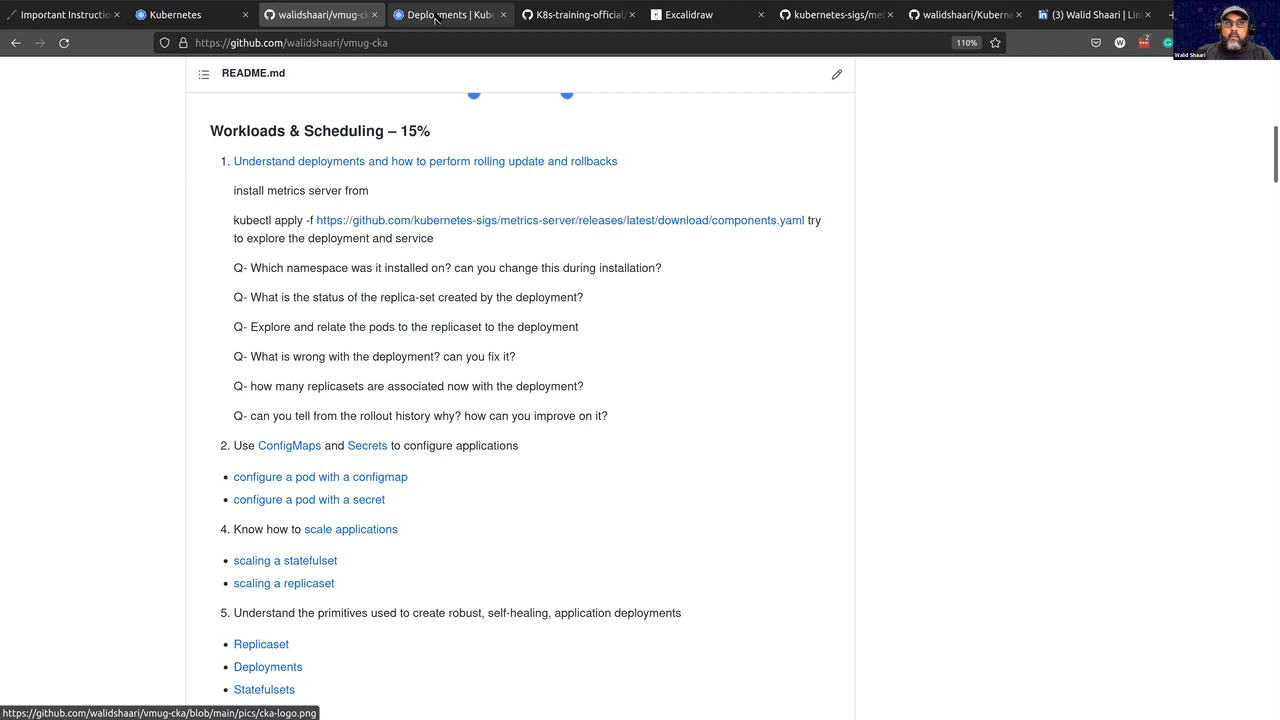 Important Instructio
Kubernetes
walidshaari/vmug-ck
Deployments | Kube
K8s-training-official/
Excalidraw
kubernetes-sigs/me
walidshaari/Kubern
(3) Walid Shaari | Lin
https://github.com/walidshaari/vmug-cka
110%
Walid Shaari
README.md
Workloads & Scheduling – 15%
1. Understand deployments and how to perform rolling update and rollbacks
install metrics server from
kubectl apply -f https://github.com/kubernetes-sigs/metrics-server/releases/latest/download/components.yaml try
to explore the deployment and service
Q- Which namespace was it installed on? can you change this during installation?
Q- What is the status of the replica-set created by the deployment?
Q- Explore and relate the pods to the replicaset to the deployment
Q- What is wrong with the deployment? can you fix it?
Q- how many replicasets are associated now with the deployment?
Q- can you tell from the rollout history why? how can you improve on it?
2. Use ConfigMaps and Secrets to configure applications
• configure a pod with a configmap
• configure a pod with a secret
4. Know how to scale applications
• scaling a statefulset
• scaling a replicaset
5. Understand the primitives used to create robust, self-healing, application deployments
• Replicaset
• Deployments
• Statefulsets
https://github.com/walidshaari/vmug-cka/blob/main/pics/cka-logo.png